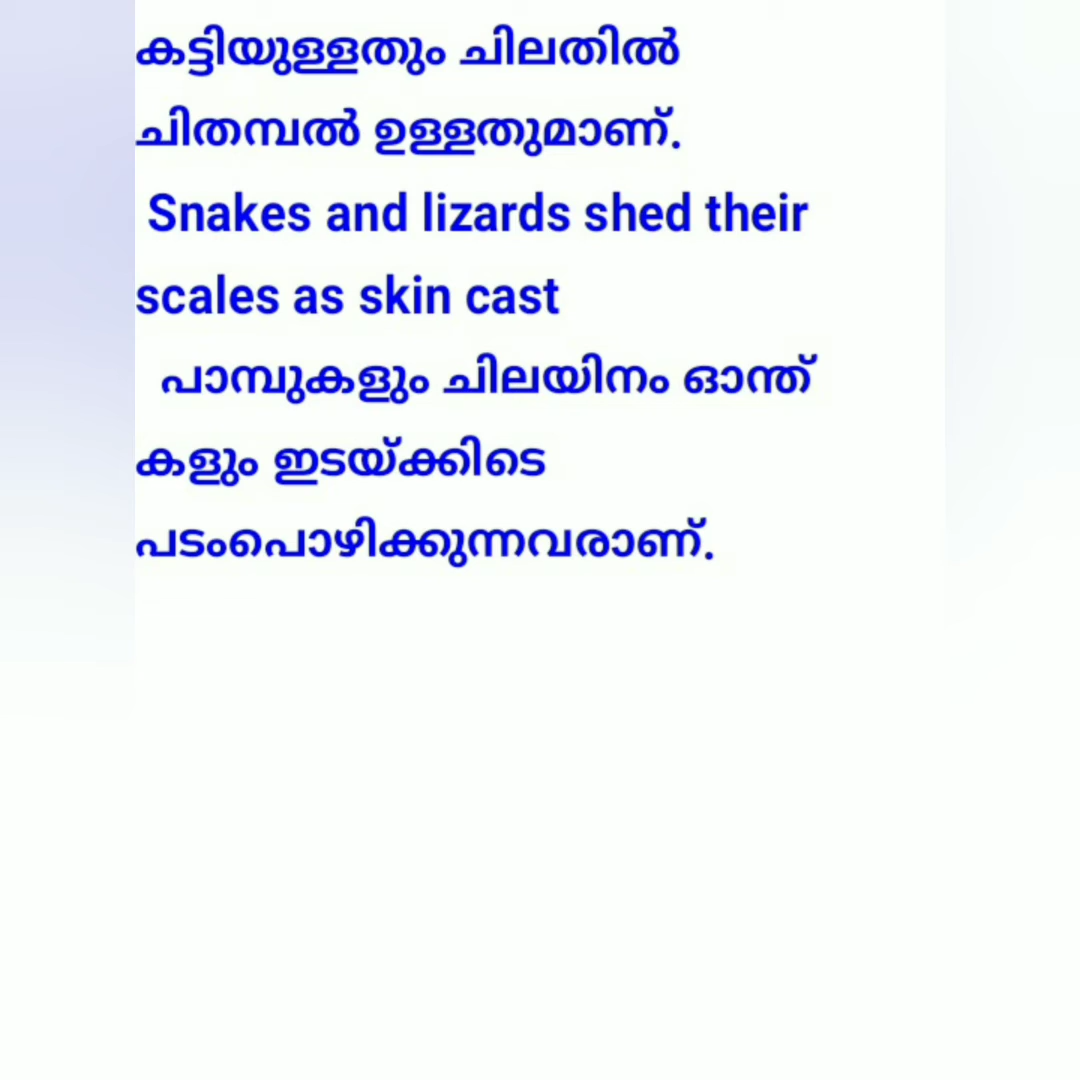 കട്ടിയുള്ളതും ചിലതിൽ
ചിതമ്പൽ ഉള്ളതുമാണ്.
Snakes and lizards shed their
scales as skin cast
പാമ്പുകളും ചിലയിനം ഓന്ത്
കളും ഇടയ്ക്കിടെ
പടംപൊഴിക്കുന്നവരാണ്.